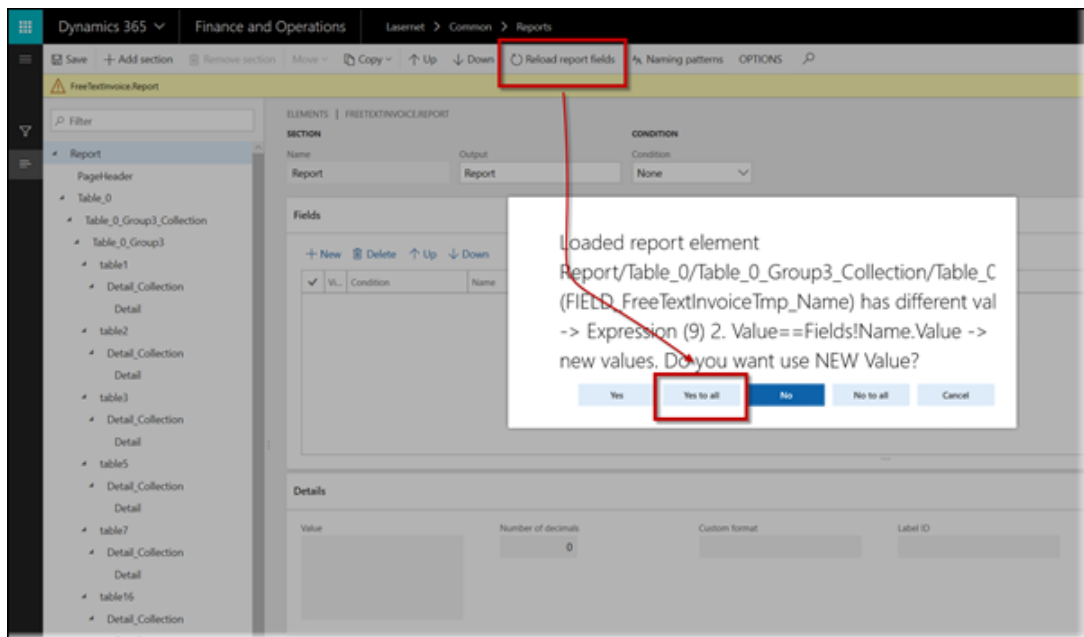 Dynamics 365 Finance and Operations Lasernet > Common > Reports
Save + Add section Remove section Move Copy Up Down Reload report fields Naming patterns OPTIONS
FreeTextInvoice.Report
Filter
ELEMENTS | FREETEXTINVOICE.REPORT
SECTION CONDITION
Name Output Condition
Report Report None
Report
PageHeader
Table_0
Table_0_Group3_Collection
Table_0_Group3
table1
Detail_Collection
Detail
table2
Detail_Collection
Detail
table3
Detail_Collection
Detail
table5
Detail_Collection
Detail
table7
Detail_Collection
Detail
table16
Detail_Collection
Fields
+ New Delete Up Down
Vi... Condition Name
Loaded report element
Report/Table_0/Table_0_Group3_Collection/Table_0
(FIELD_FreeTextInvoiceTmp_Name) has different val
-> Expression (9) 2. Value==Fields!Name.Value ->
new values. Do you want use NEW Value?
Yes Yes to all No No to all Cancel
Details
Value Number of decimals Custom format Label ID
0